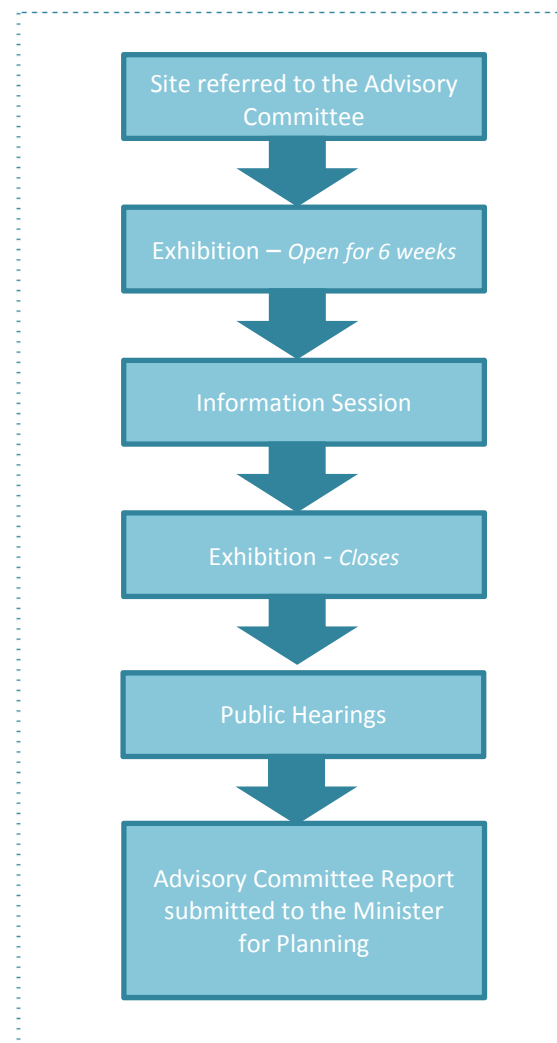 Site referred to the Advisory
Committee
Exhibition – Open for 6 weeks
Information Session
Exhibition - Closes
Public Hearings
Advisory Committee Report
submitted to the Minister
for Planning